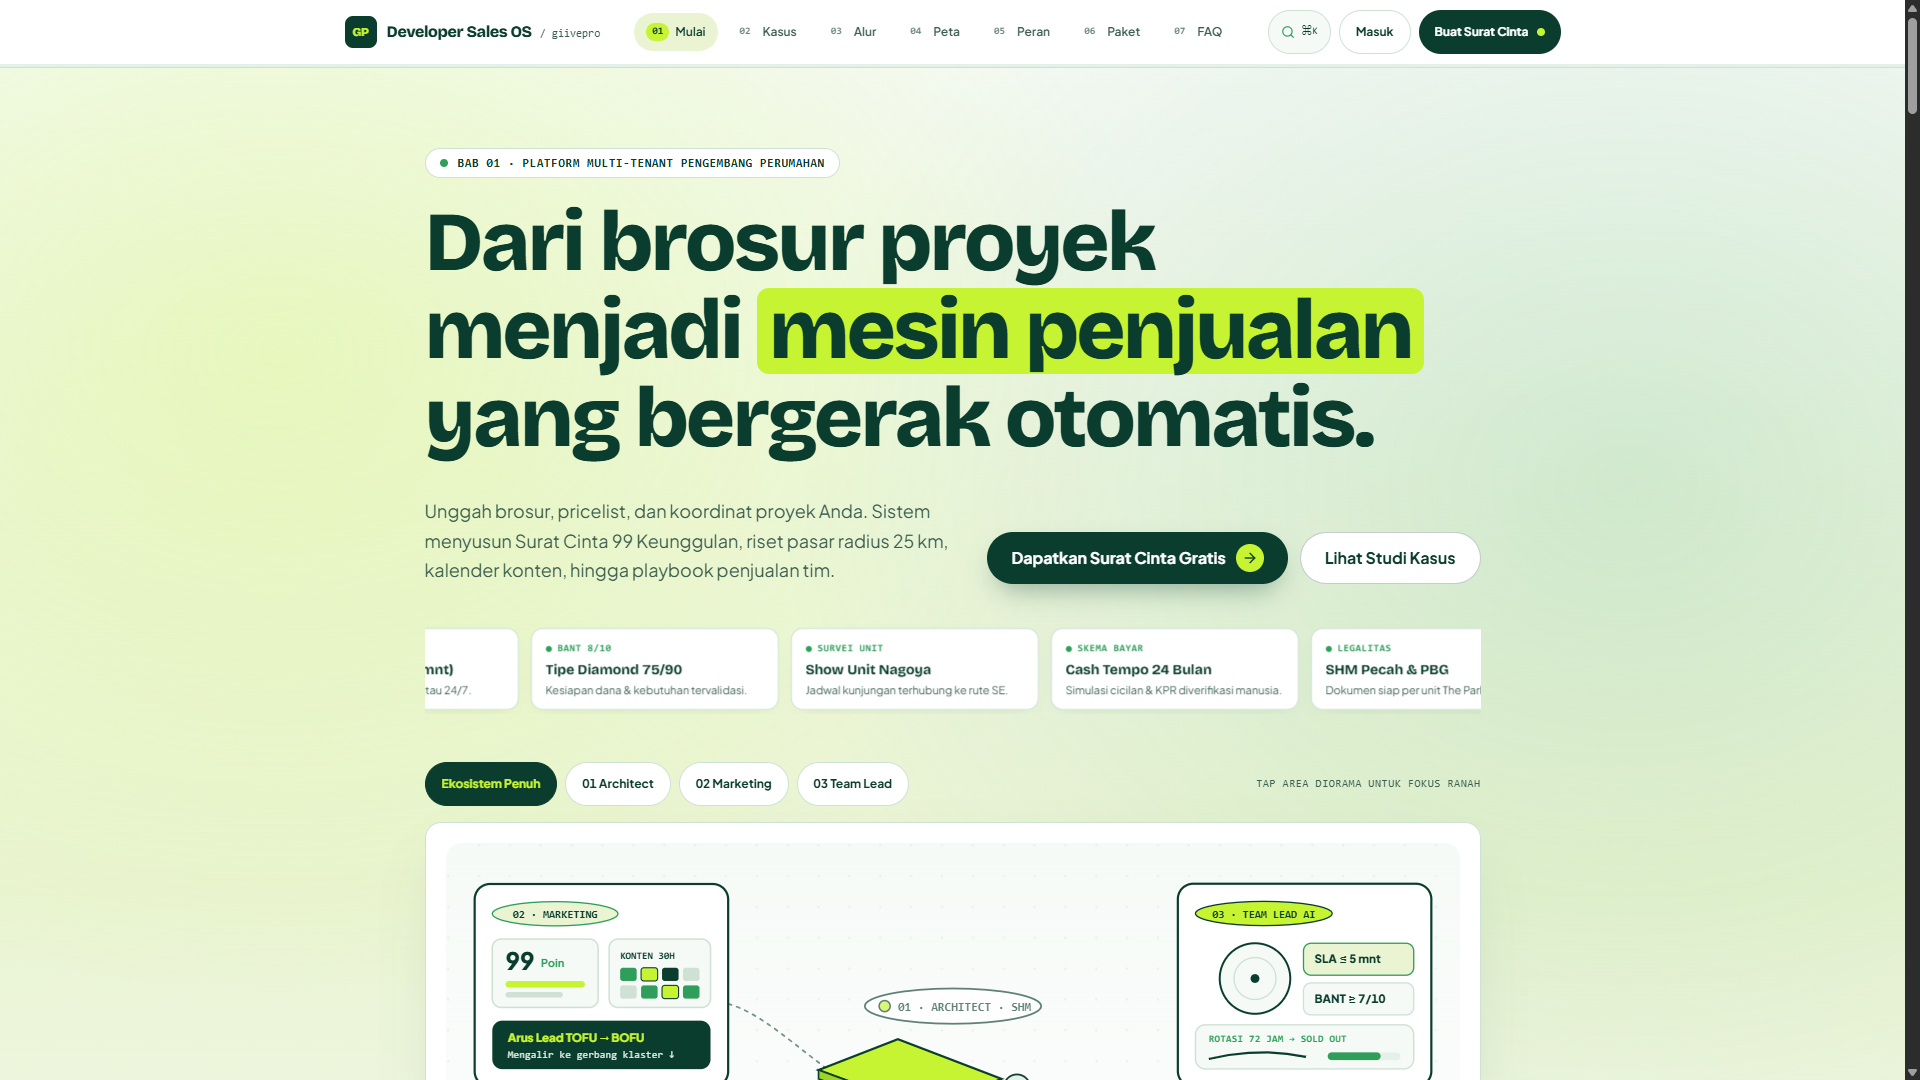 GP Developer Sales OS / giivepro
01 Mulai
02 Kasus
03 Alur
04 Peta
05 Peran
06 Paket
07 FAQ
⌘K
Masuk
Buat Surat Cinta
BAB 01 · PLATFORM MULTI-TENANT PENGEMBANG PERUMAHAN
Dari brosur proyek
menjadi mesin penjualan
yang bergerak otomatis.
Unggah brosur, pricelist, dan koordinat proyek Anda. Sistem
menyusun Surat Cinta 99 Keunggulan, riset pasar radius 25 km,
kalender konten, hingga playbook penjualan tim.
Dapatkan Surat Cinta Gratis
Lihat Studi Kasus
mnt)
tau 24/7.
BANT 8/10
Tipe Diamond 75/90
Kesiapan dana & kebutuhan tervalidasi.
SURVEI UNIT
Show Unit Nagoya
Jadwal kunjungan terhubung ke rute SE.
SKEMA BAYAR
Cash Tempo 24 Bulan
Simulasi cicilan & KPR diverifikasi manusia.
LEGALITAS
SHM Pecah & PBG
Dokumen siap per unit The Parl
Ekosistem Penuh
01 Architect
02 Marketing
03 Team Lead
TAP AREA DIORAMA UNTUK FOKUS RANAH
02 · MARKETING
99 Poin
KONTEN 30H
Arus Lead TOFU → BOFU
Mengalir ke gerbang klaster ↓
01 · ARCHITECT · SHM
03 · TEAM LEAD AI
SLA ≤ 5 mnt
BANT ≥ 7/10
ROTASI 72 JAM → SOLD OUT